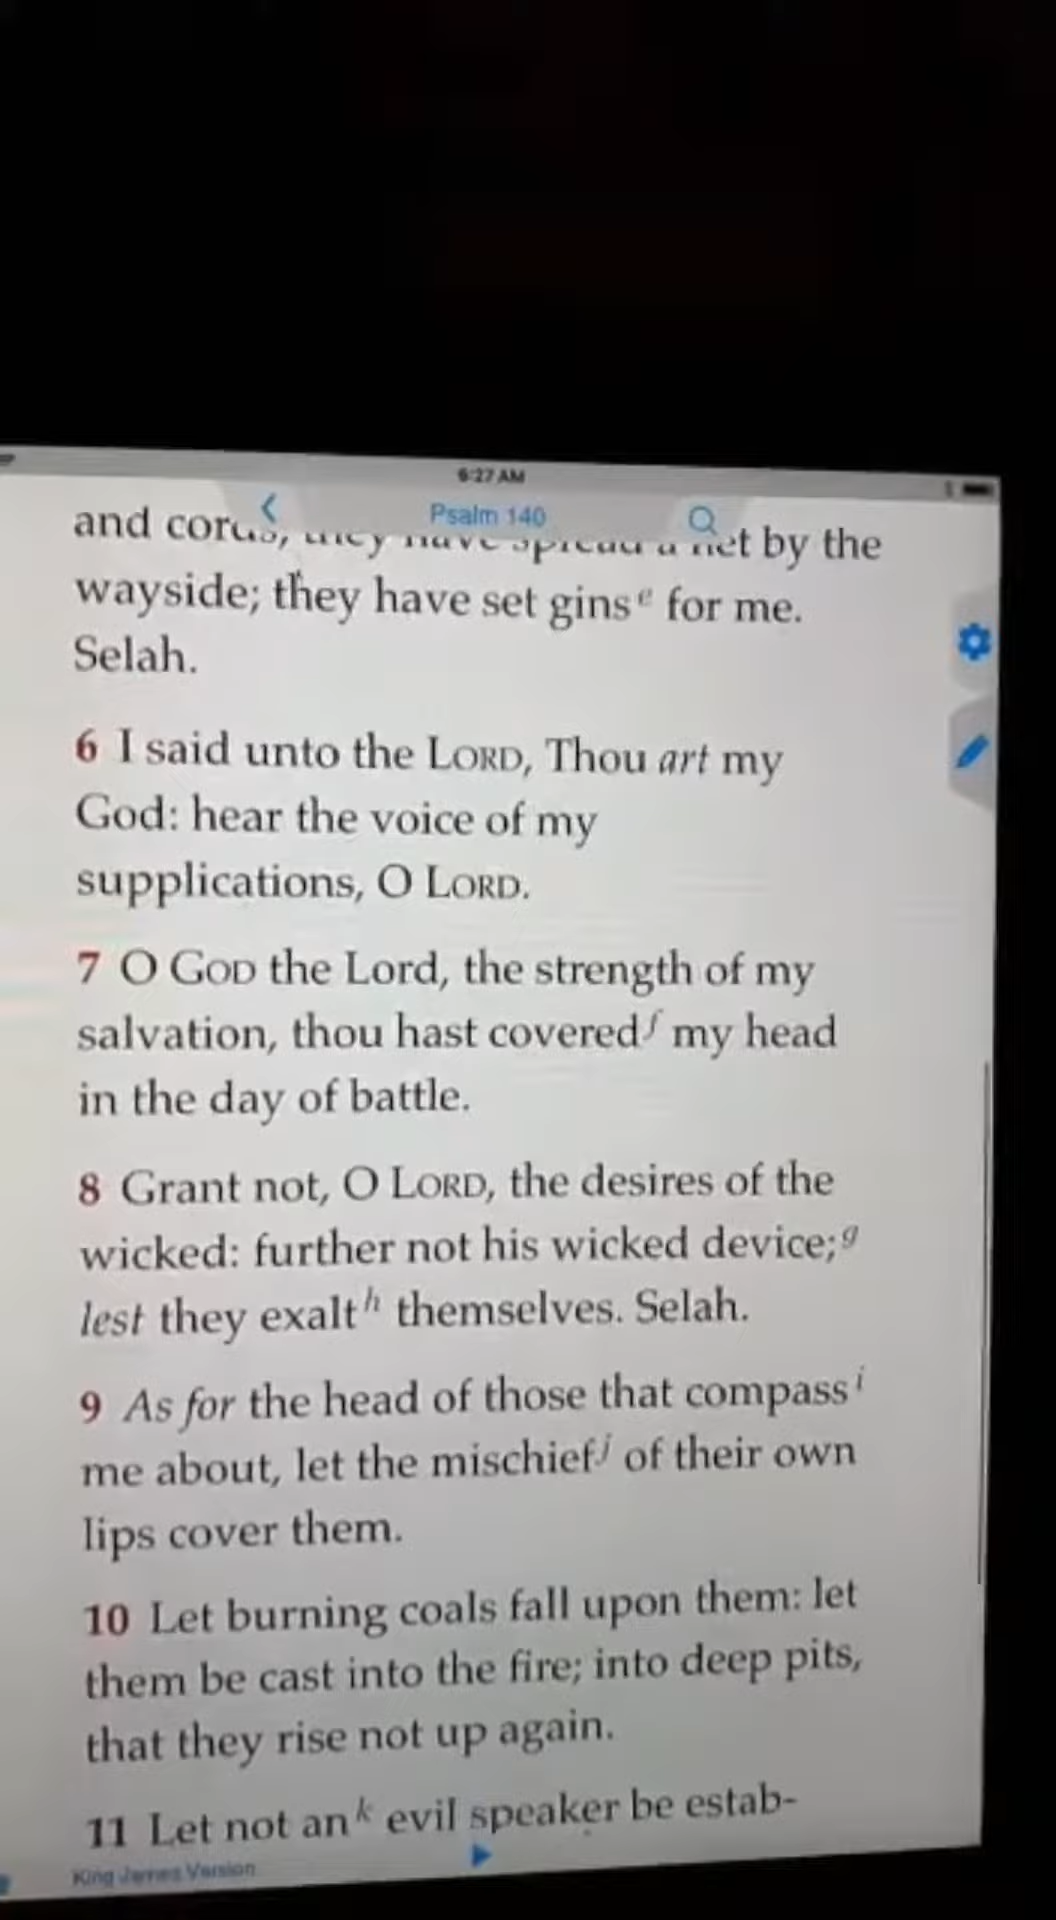 6:27 AM
Psalm 140
and cords, they have spread a net by the
wayside; they have set gins e for me.
Selah.
6 I said unto the LORD, Thou art my
God: hear the voice of my
supplications, O LORD.
7 O GOD the Lord, the strength of my
salvation, thou hast covered f my head
in the day of battle.
8 Grant not, O LORD, the desires of the
wicked: further not his wicked device; g
lest they exalt h themselves. Selah.
9 As for the head of those that compass i
me about, let the mischief j of their own
lips cover them.
10 Let burning coals fall upon them: let
them be cast into the fire; into deep pits,
that they rise not up again.
11 Let not an k evil speaker be estab-
King James Version